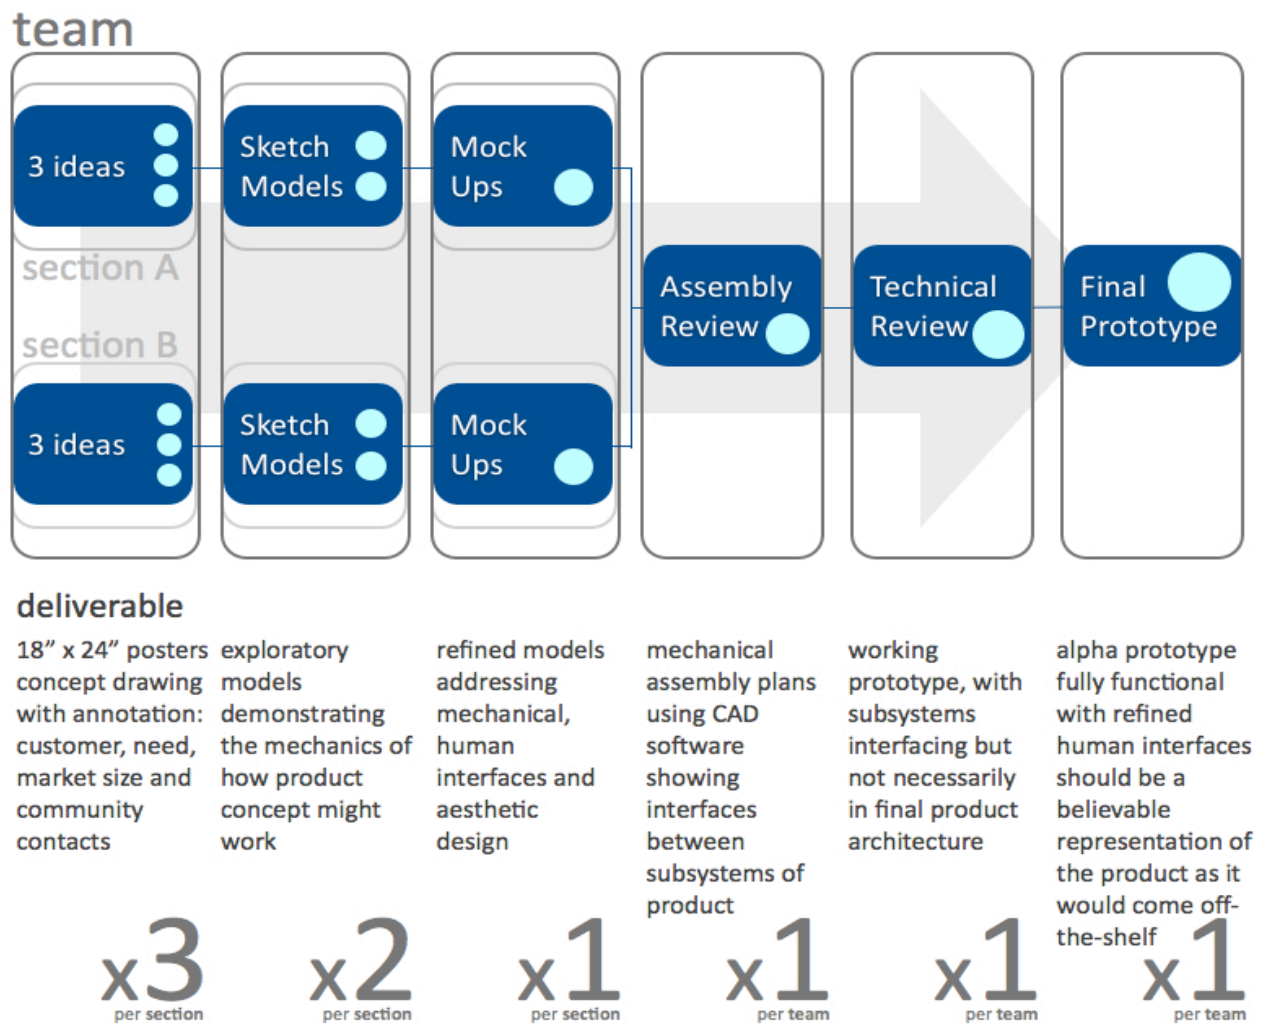 team
3 ideas
Sketch
Models
Mock
Ups
section A
Assembly
Review
Technical
Review
Final
Prototype
section B
3 ideas
Sketch
Models
Mock
Ups
deliverable
18” x 24” posters
concept drawing
with annotation:
customer, need,
market size and
community
contacts
exploratory
models
demonstrating
the mechanics of
how product
concept might
work
refined models
addressing
mechanical,
human
interfaces and
aesthetic
design
mechanical
assembly plans
using CAD
software
showing
interfaces
between
subsystems of
product
working
prototype, with
subsystems
interfacing but
not necessarily
in final product
architecture
alpha prototype
fully functional
with refined
human interfaces
should be a
believable
representation of
the product as it
would come off-
the-shelf
x3
per section
x2
per section
x1
per section
x1
per team
x1
per team
x1
per team